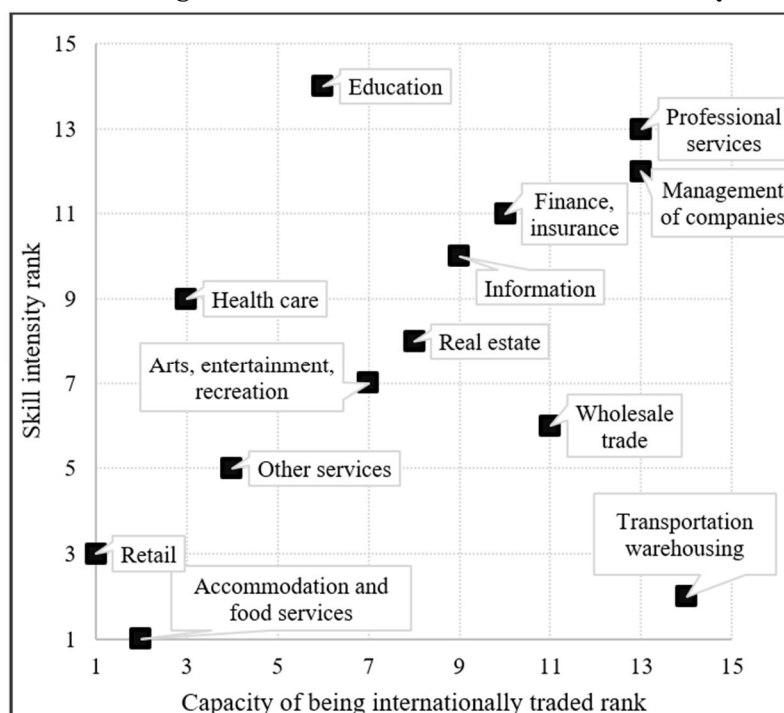 15
13
11
9
7
5
3
1
Skill intensity rank
Education
Professional
services
Finance,
insurance
Management
of companies
Information
Health care
Real estate
Arts, entertainment,
recreation
Wholesale
trade
Other services
Transportation
warehousing
Retail
Accommodation and
food services
1 3 5 7 9 11 13 15
Capacity of being internationally traded rank